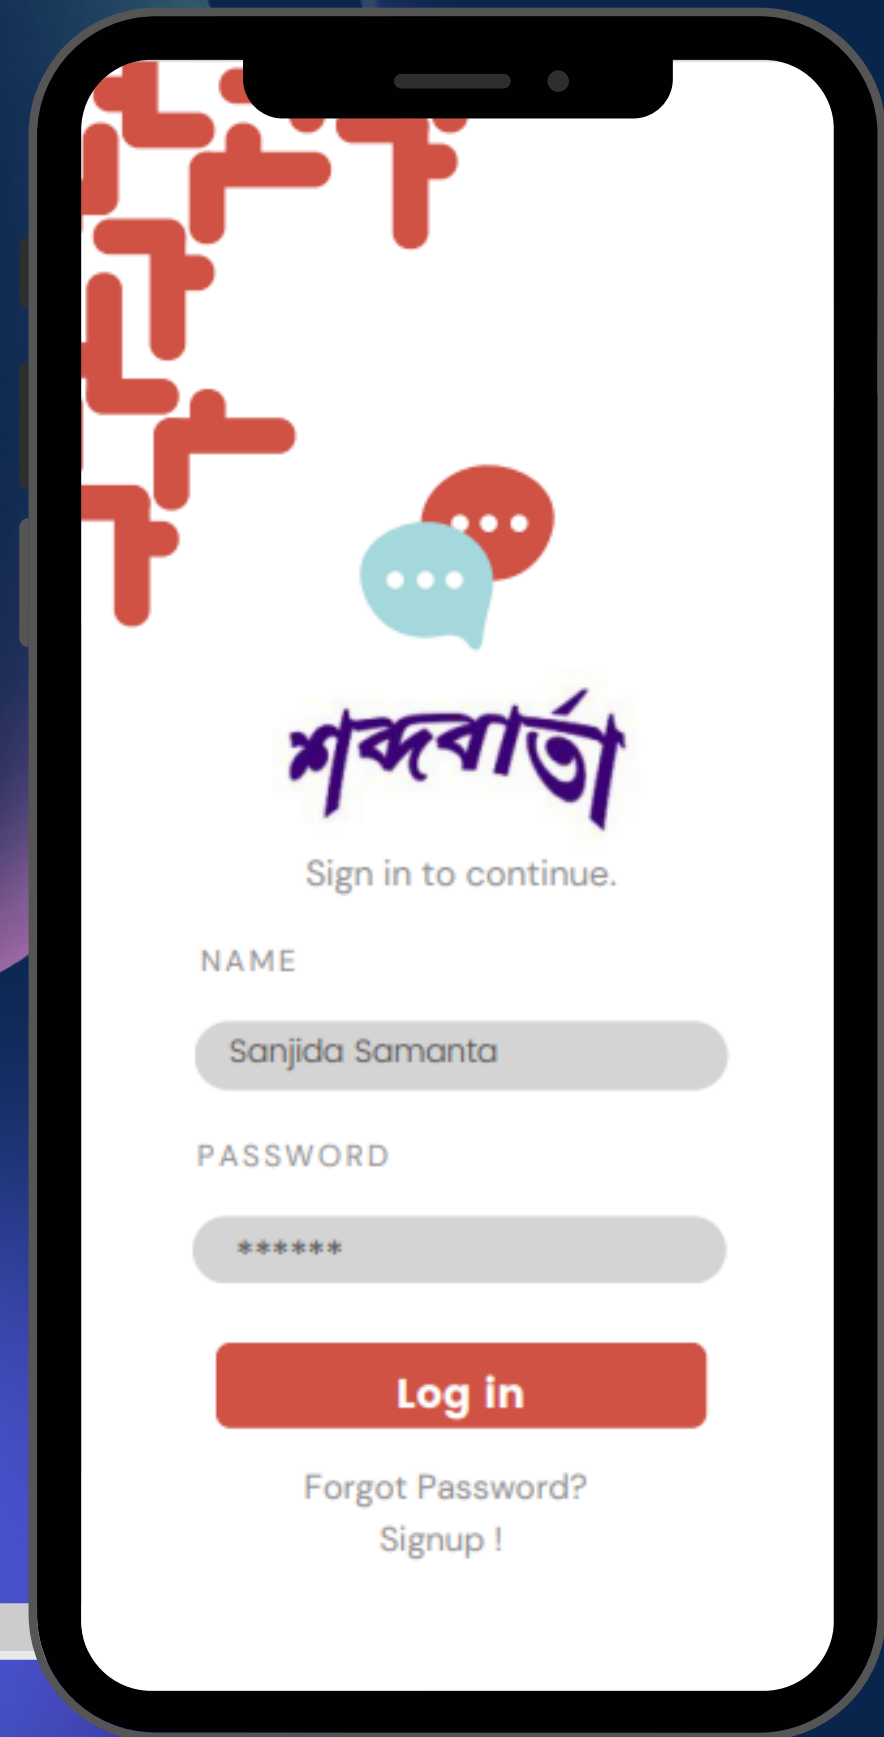 শব্দবার্তা
Sign in to continue.
NAME
Sanjida Samanta
PASSWORD
******
Log in
Forgot Password?
Signup !